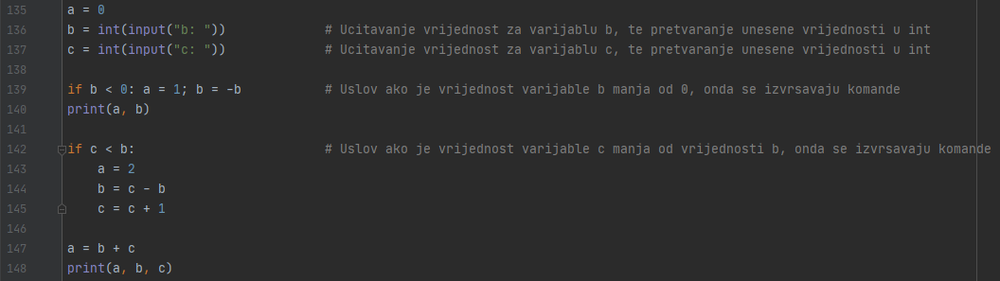 135 a = 0
136 b = int(input("b: ")) # Ucitavanje vrijednost za varijablu b, te pretvaranje unesene vrijednosti u int
137 c = int(input("c: ")) # Ucitavanje vrijednost za varijablu c, te pretvaranje unesene vrijednosti u int
138
139 if b < 0: a = 1; b = -b # Uslov ako je vrijednost varijable b manja od 0, onda se izvrsavaju komande
140 print(a, b)
141
142 if c < b: # Uslov ako je vrijednost varijable c manja od vrijednosti b, onda se izvrsavaju komande
143     a = 2
144     b = c - b
145     c = c + 1
146
147 a = b + c
148 print(a, b, c)